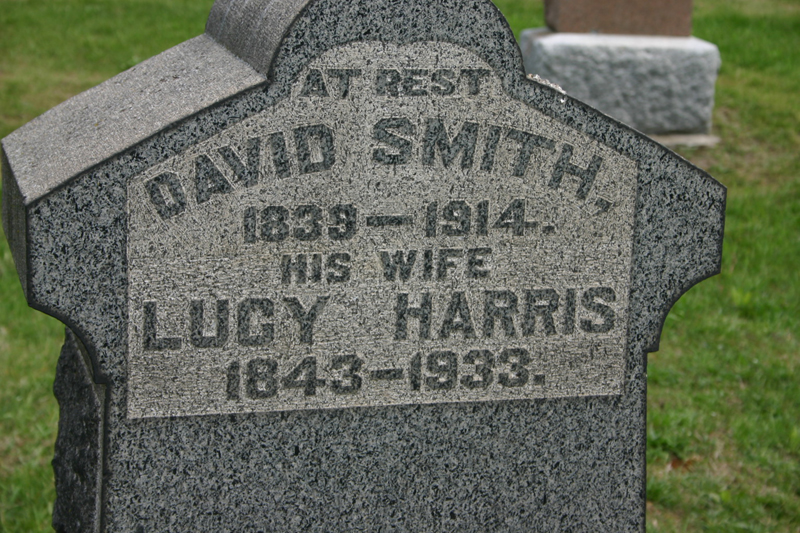 AT REST
DAVID SMITH,
1839-1914.
HIS WIFE
LUCY HARRIS
1843-1933.